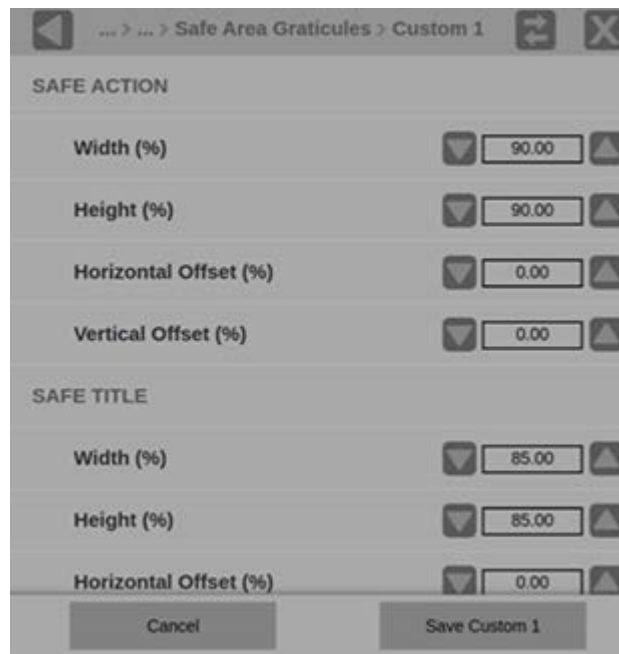 ... > ... > Safe Area Graticules > Custom 1
SAFE ACTION
Width (%) 90.00
Height (%) 90.00
Horizontal Offset (%) 0.00
Vertical Offset (%) 0.00
SAFE TITLE
Width (%) 85.00
Height (%) 85.00
Horizontal Offset (%) 0.00
Cancel Save Custom 1